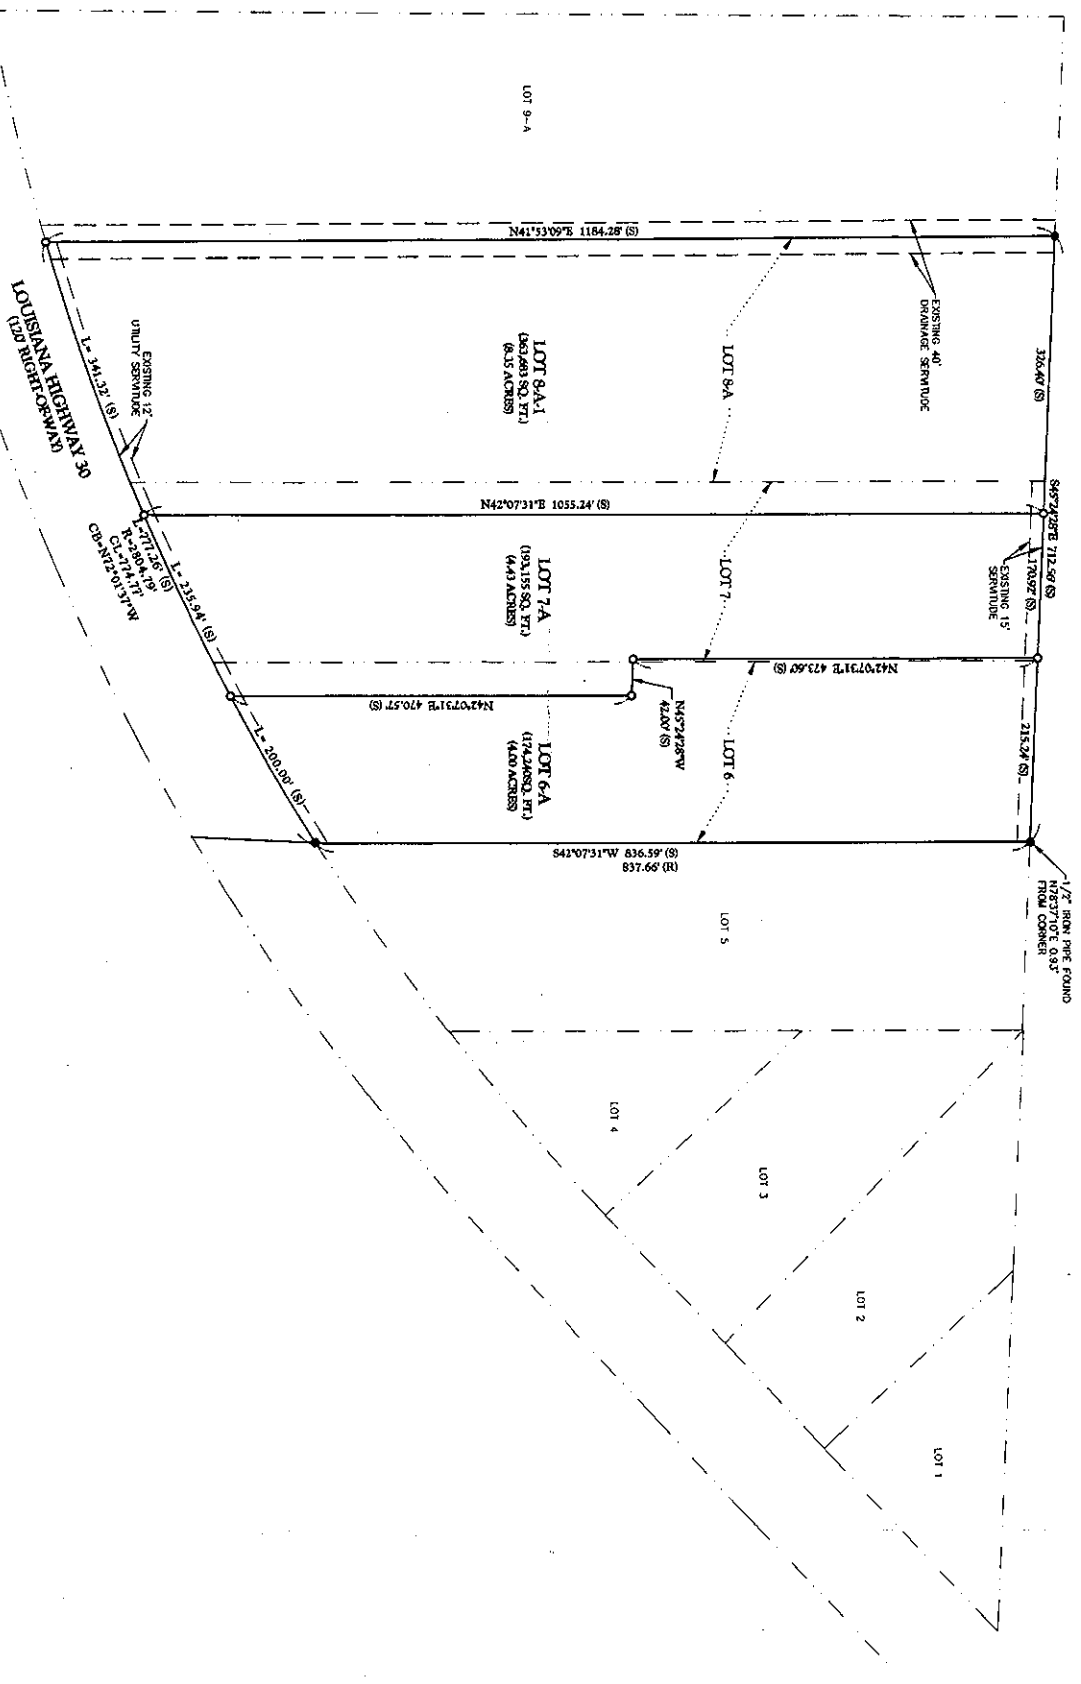 LOT 9-A
N41°53'09"E 1184.28' (S)
EXISTING 40'
DRAINAGE SERVITUDE
326.40' (S)
LOT 8-A
LOT 8-A-1
(363,683 SQ. FT.)
(8.35 ACRES)
EXISTING 12'
UTILITY SERVITUDE
L= 341.32' (S)
LOUISIANA HIGHWAY 30
(120' RIGHT-OF-WAY)
S45°24'28"E 712.56' (S)
N42°07'31"E 1055.24' (S)
170.92' (S)
EXISTING 15'
SERVITUDE
LOT 7
LOT 7-A
(193,155 SQ. FT.)
(4.43 ACRES)
L= 235.94' (S)
L=777.26' (S)
R=2804.79'
CL=774.77'
CB=N72°01'37"W
N42°07'31"E 473.60' (S)
N45°24'28"W
42.00' (S)
N42°07'31"E 470.57' (S)
215.24' (S)
LOT 6
LOT 6-A
(174,240SQ. FT.)
(4.00 ACRES)
L= 200.00' (S)
S42°07'31"W 836.59' (S)
837.66' (R)
1/2" IRON PIPE FOUND
N78°37'10"E 0.93'
FROM CORNER
LOT 5
LOT 4
LOT 3
LOT 2
LOT 1